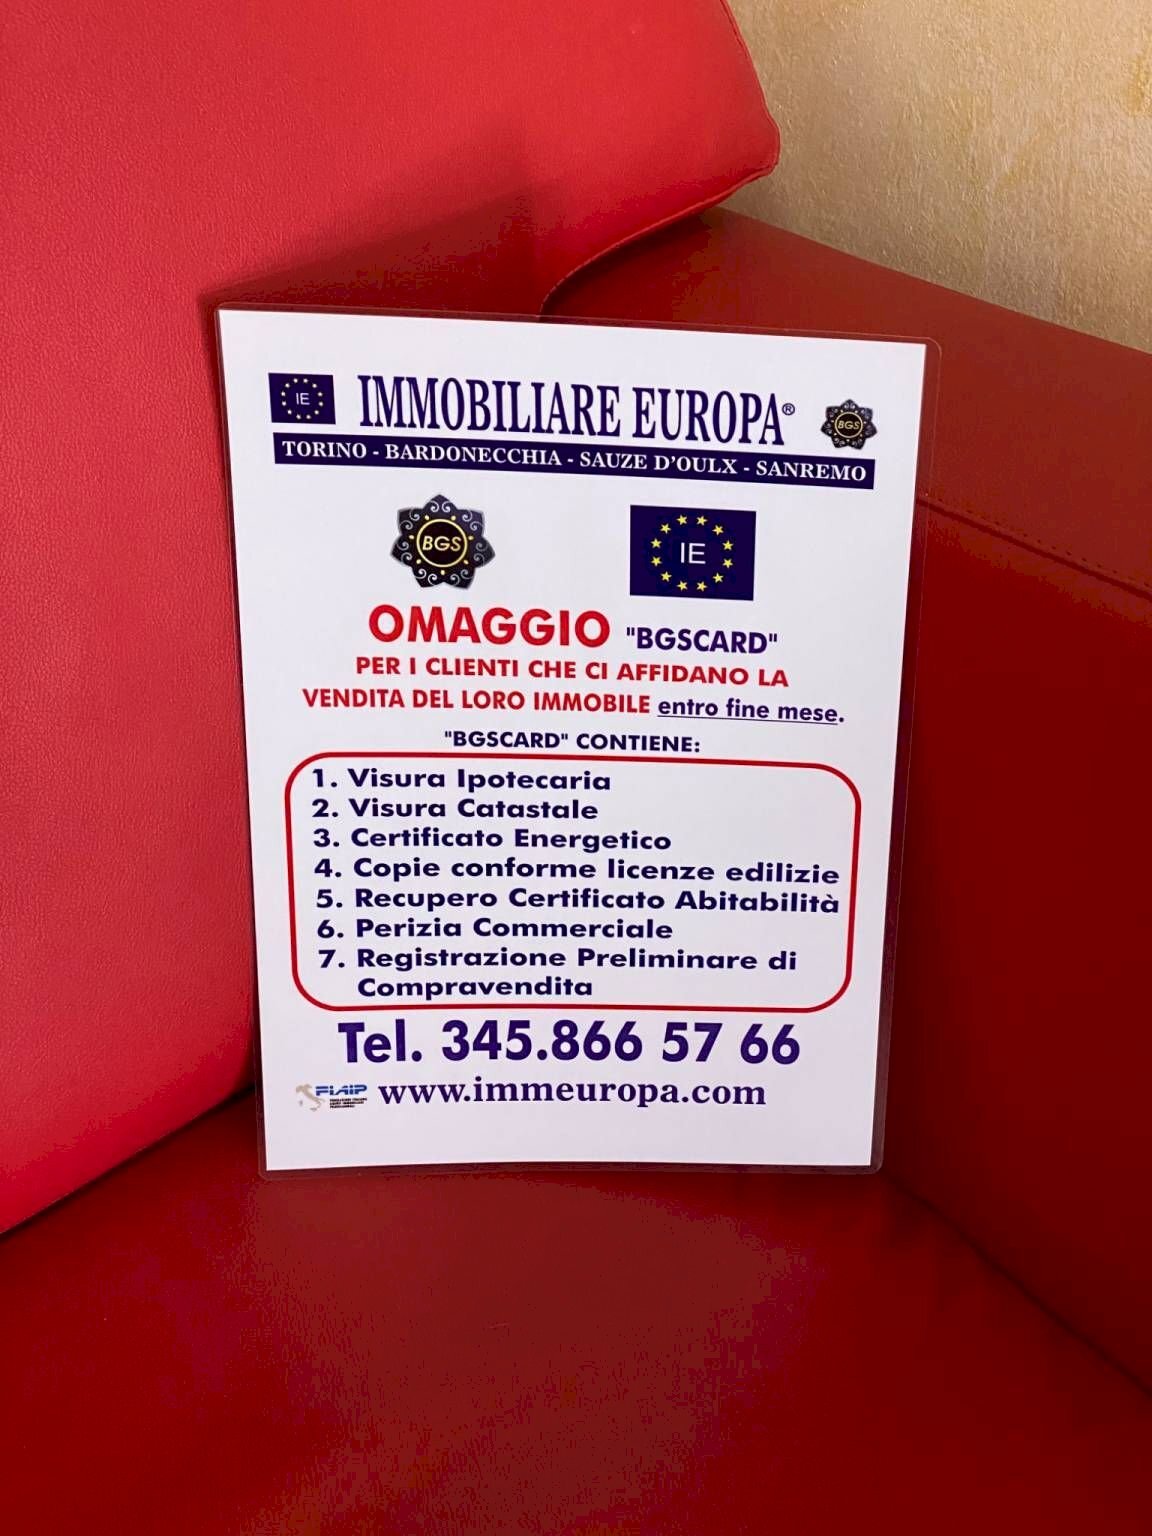 IE IMMOBILIARE EUROPA® BGS
TORINO - BARDONECCHIA - SAUZE D'OULX - SANREMO
BGS IE
OMAGGIO "BGSCARD"
PER I CLIENTI CHE CI AFFIDANO LA
VENDITA DEL LORO IMMOBILE entro fine mese.
"BGSCARD" CONTIENE:
1. Visura Ipotecaria
2. Visura Catastale
3. Certificato Energetico
4. Copie conforme licenze edilizie
5. Recupero Certificato Abitabilità
6. Perizia Commerciale
7. Registrazione Preliminare di
Compravendita
Tel. 345.866 57 66
FIAIP www.immeuropa.com